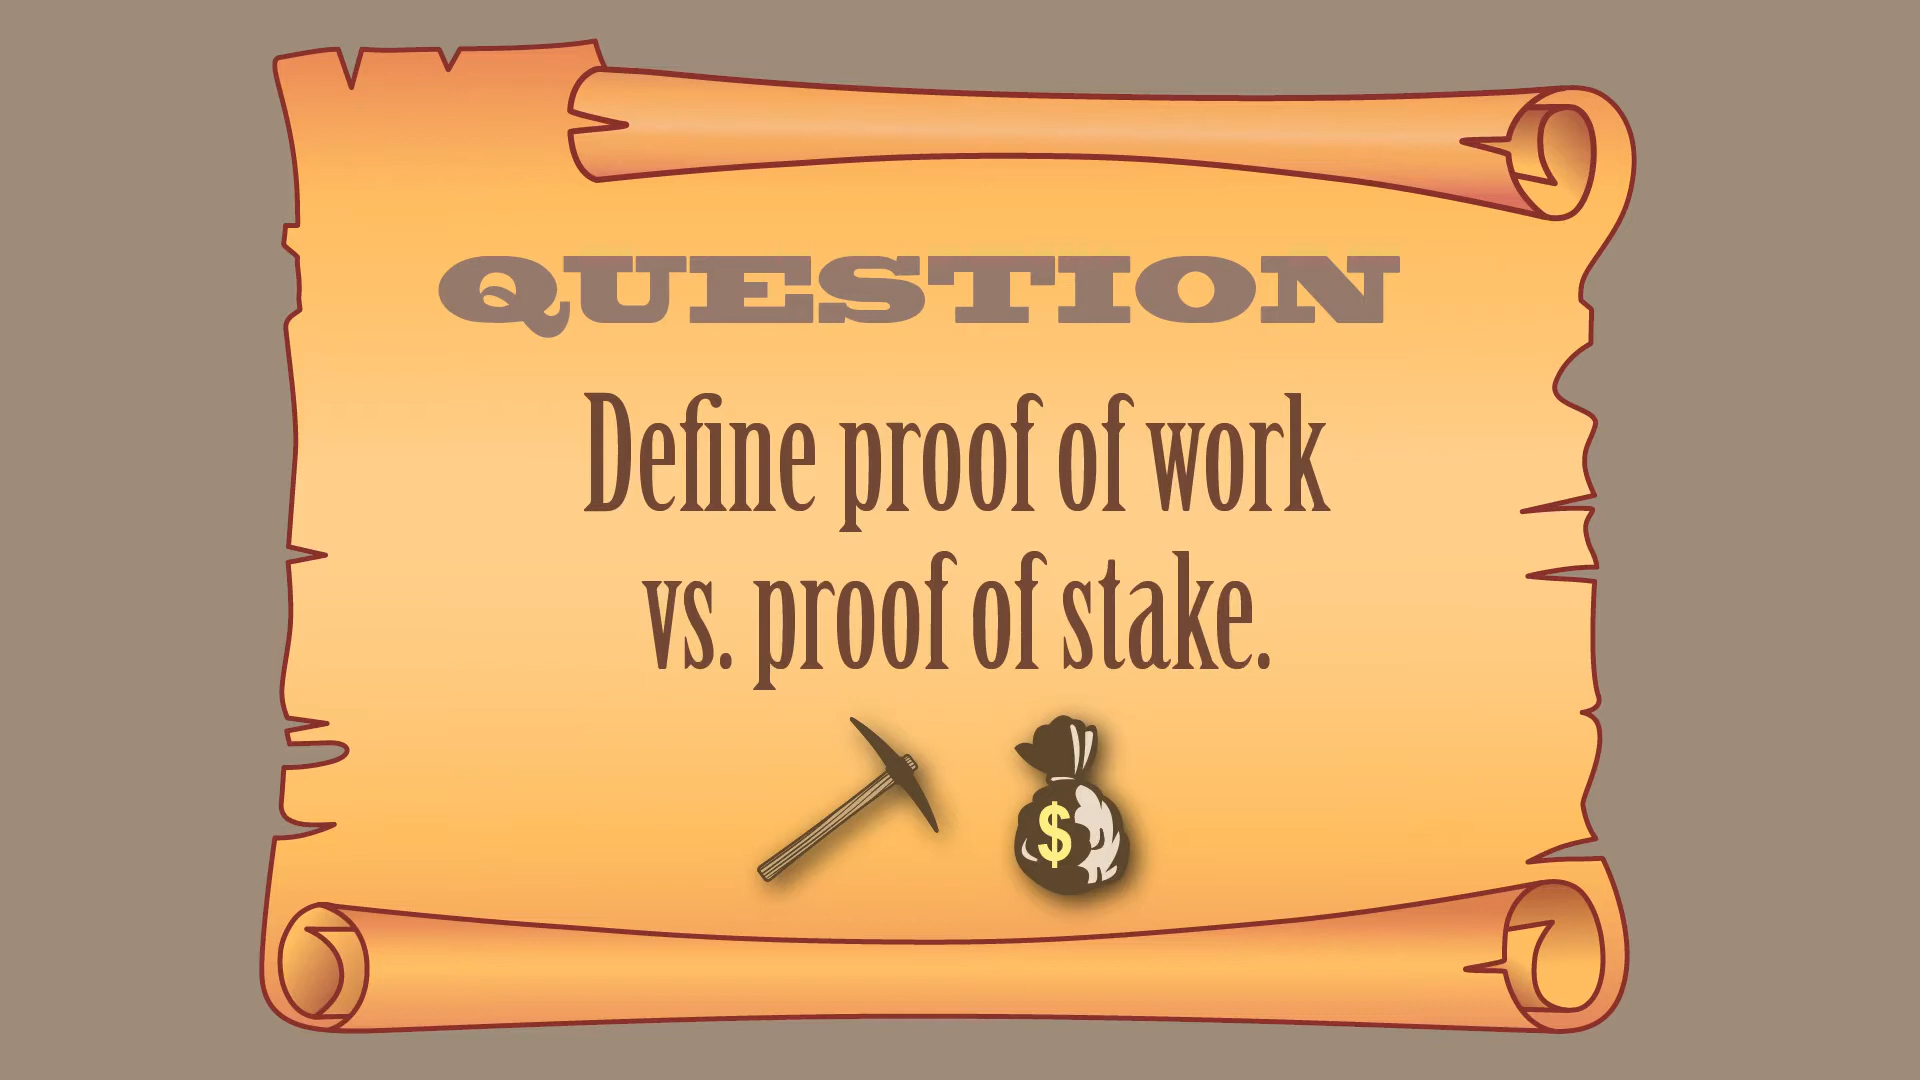 QUESTION
Define proof of work
vs. proof of stake.
$